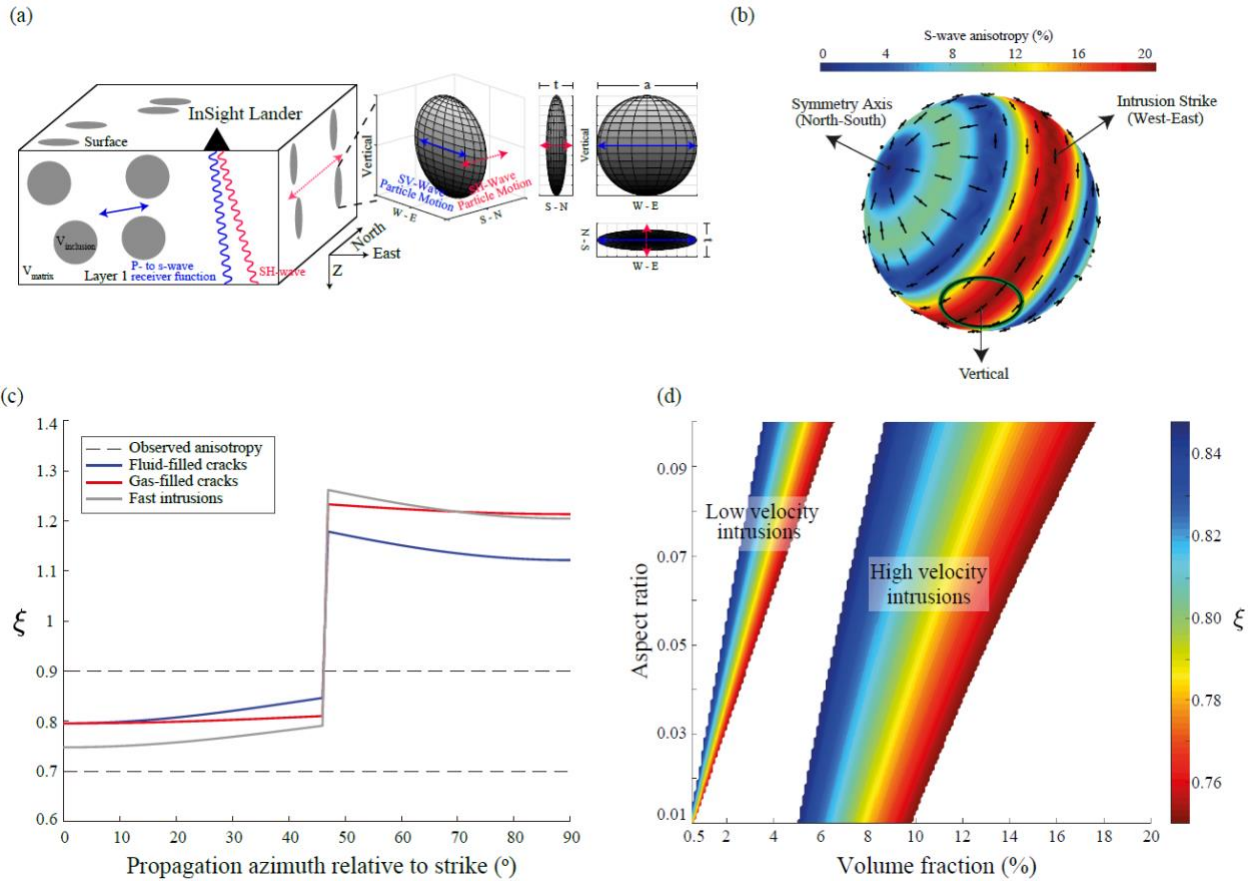 (a)
InSight Lander
Surface
V inclusion
V matrix
Layer 1
P- to s-wave
receiver function
SH-wave
North
East
Z
Vertical
SV-Wave
Particle Motion
SH-Wave
Particle Motion
W - E
S - N
t
Vertical
S - N
a
Vertical
W - E
S - N
W - E
(b)
S-wave anisotropy (%)
0 4 8 12 16 20
Symmetry Axis
(North-South)
Intrusion Strike
(West-East)
Vertical
(c)
1.4
1.3
1.2
1.1
1
0.9
0.8
0.7
0.6
ξ
Observed anisotropy
Fluid-filled cracks
Gas-filled cracks
Fast intrusions
0 10 20 30 40 50 60 70 80 90
Propagation azimuth relative to strike (º)
(d)
Aspect ratio
0.09
0.07
0.05
0.03
0.01
Low velocity
intrusions
High velocity
intrusions
0.5 2 4 6 8 10 12 14 16 18 20
Volume fraction (%)
0.84
0.82
0.80
0.78
0.76
ξ